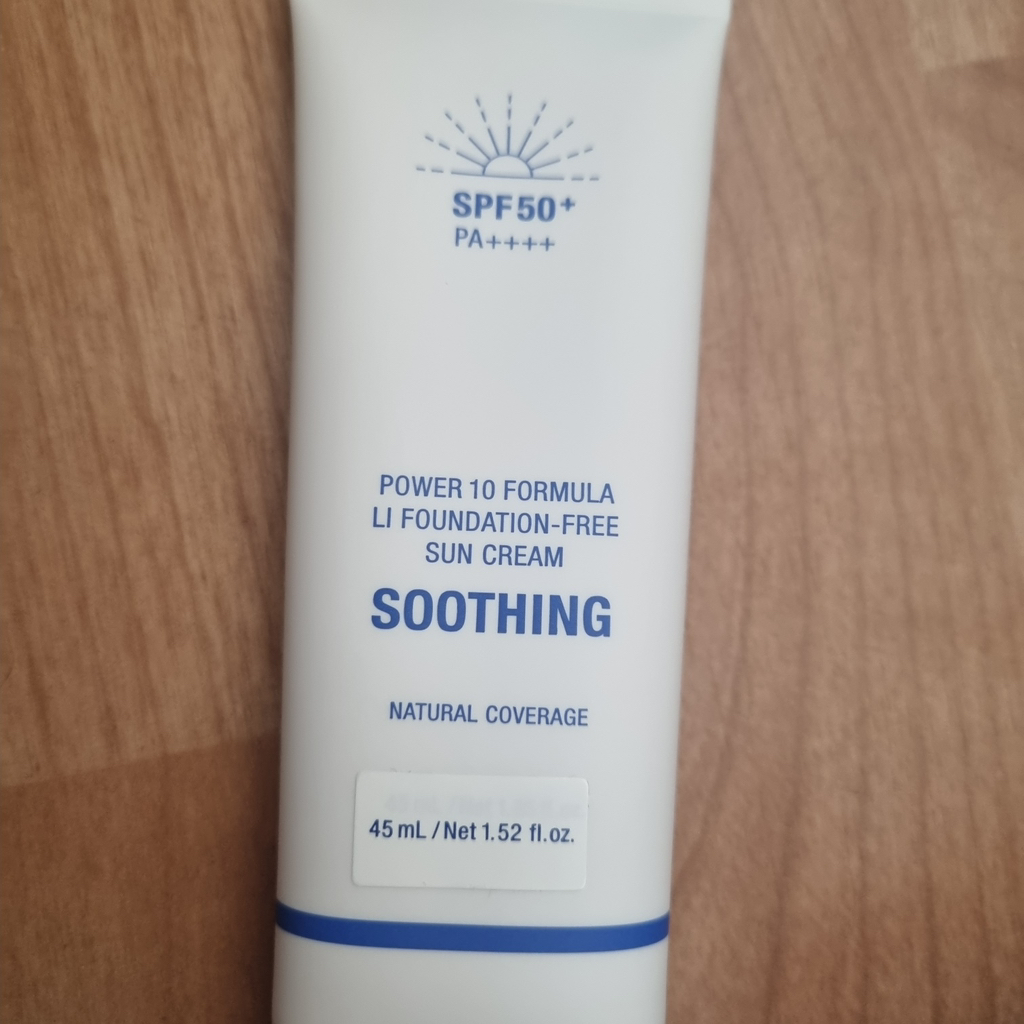 SPF50+
PA++++
POWER 10 FORMULA
LI FOUNDATION-FREE
SUN CREAM
SOOTHING
NATURAL COVERAGE
45 mL / Net 1.52 fl.oz.